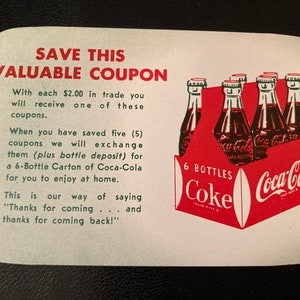 SAVE THIS
VALUABLE COUPON
With each $2.00 in trade you
will receive one of these
coupons.
When you have saved five (5)
coupons we will exchange
them (plus bottle deposit) for
a 6-Bottle Carton of Coca-Cola
for you to enjoy at home.
This is our way of saying
"Thanks for coming . . . and
thanks for coming back!"
6 BOTTLES
Coke
Coca-Cola